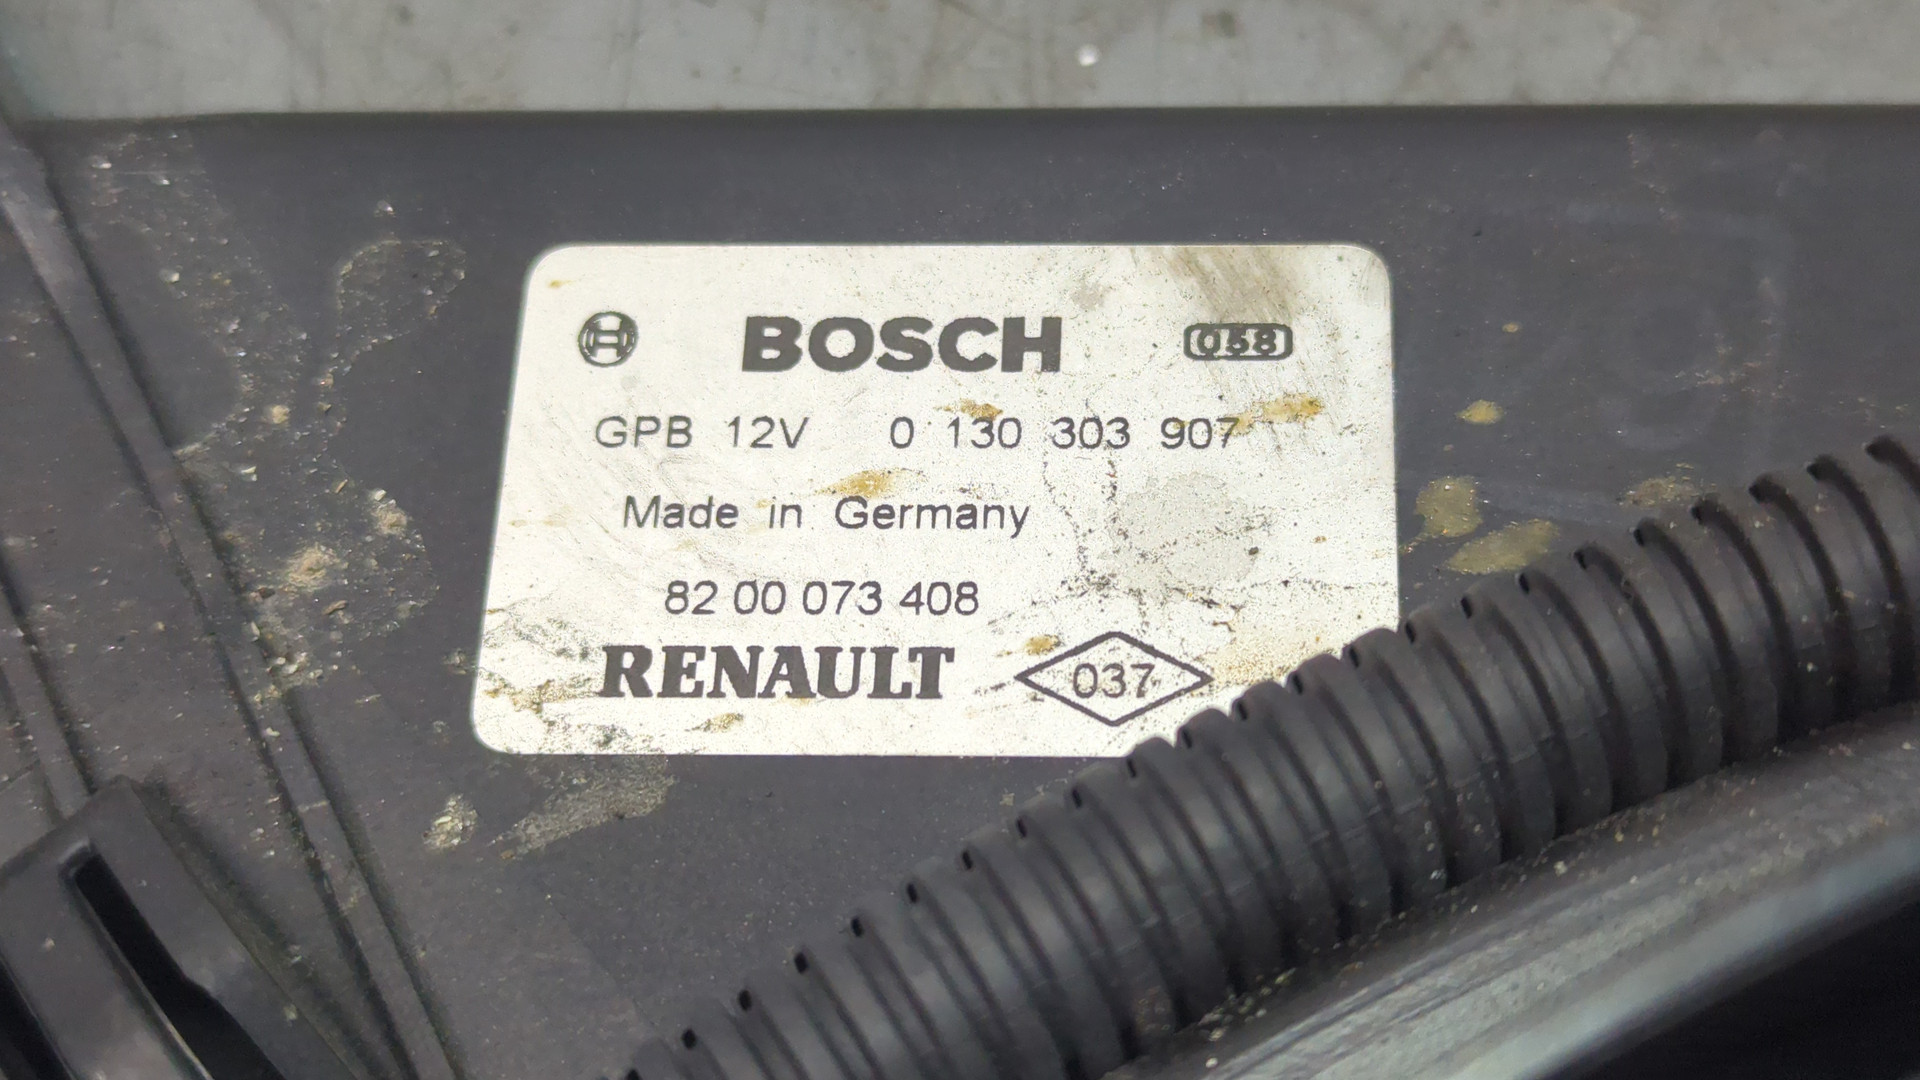 BOSCH 058
GPB 12V 0 130 303 907
Made in Germany
82 00 073 408
RENAULT 037